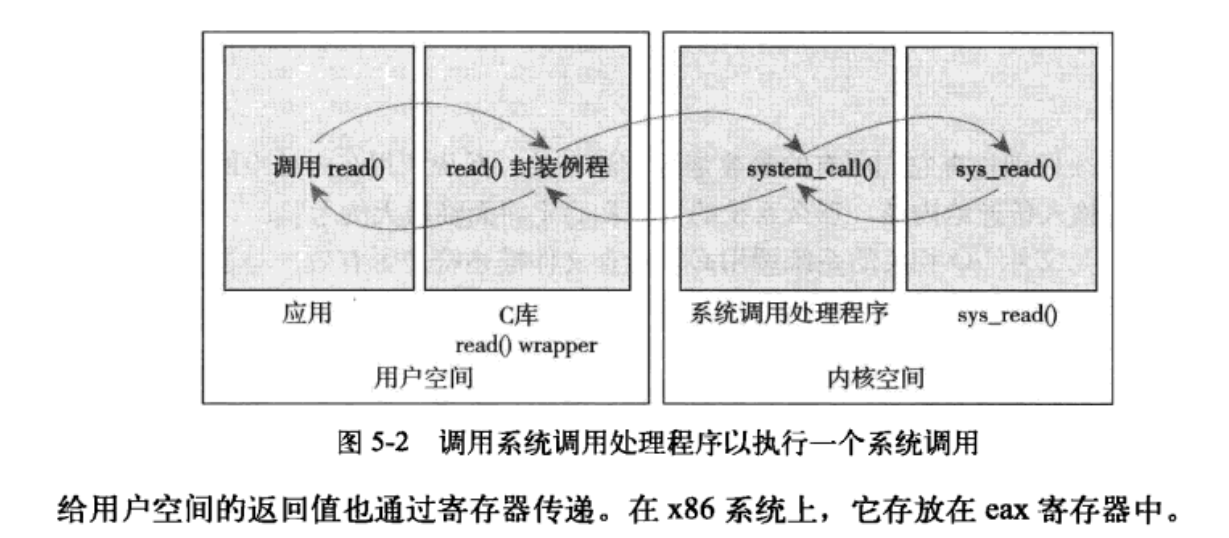 调用 read()
read() 封装例程
system_call()
sys_read()
应用
C库
read() wrapper
系统调用处理程序
sys_read()
用户空间
内核空间
图 5-2 调用系统调用处理程序以执行一个系统调用
给用户空间的返回值也通过寄存器传递。在 x86 系统上，它存放在 eax 寄存器中。